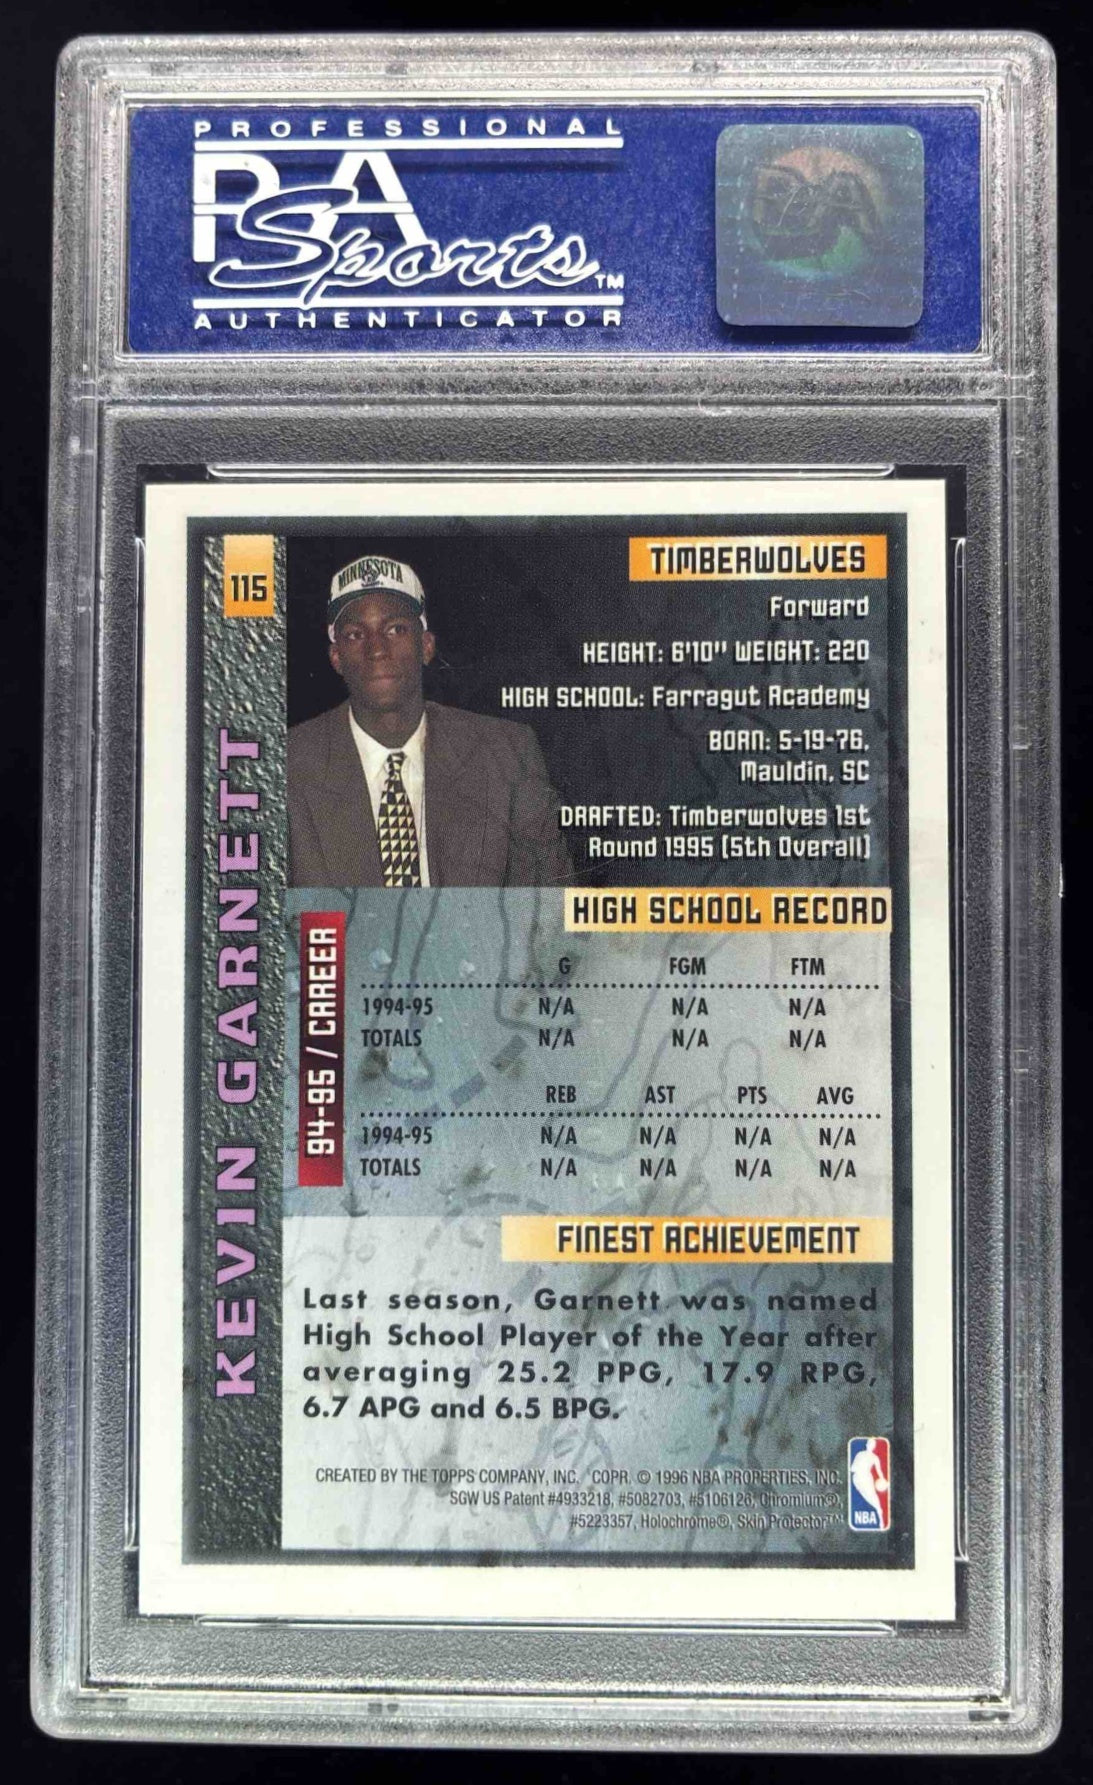 PROFESSIONAL
PSA
Sports™
AUTHENTICATOR
115
MINNESOTA
KEVIN GARNETT
TIMBERWOLVES
Forward
HEIGHT: 6'10" WEIGHT: 220
HIGH SCHOOL: Farragut Academy
BORN: 5-19-76,
Mauldin, SC
DRAFTED: Timberwolves 1st
Round 1995 (5th Overall)
HIGH SCHOOL RECORD
94-95 / CAREER
G FGM FTM
1994-95 N/A N/A N/A
TOTALS N/A N/A N/A
REB AST PTS AVG
1994-95 N/A N/A N/A N/A
TOTALS N/A N/A N/A N/A
FINEST ACHIEVEMENT
Last season, Garnett was named
High School Player of the Year after
averaging 25.2 PPG, 17.9 RPG,
6.7 APG and 6.5 BPG.
CREATED BY THE TOPPS COMPANY, INC. COPR. © 1996 NBA PROPERTIES, INC.
SGW US Patent #4933218, #5082703, #5106126, Chromium®,
#5223357, Holochrome®, Skin Protector™
NBA